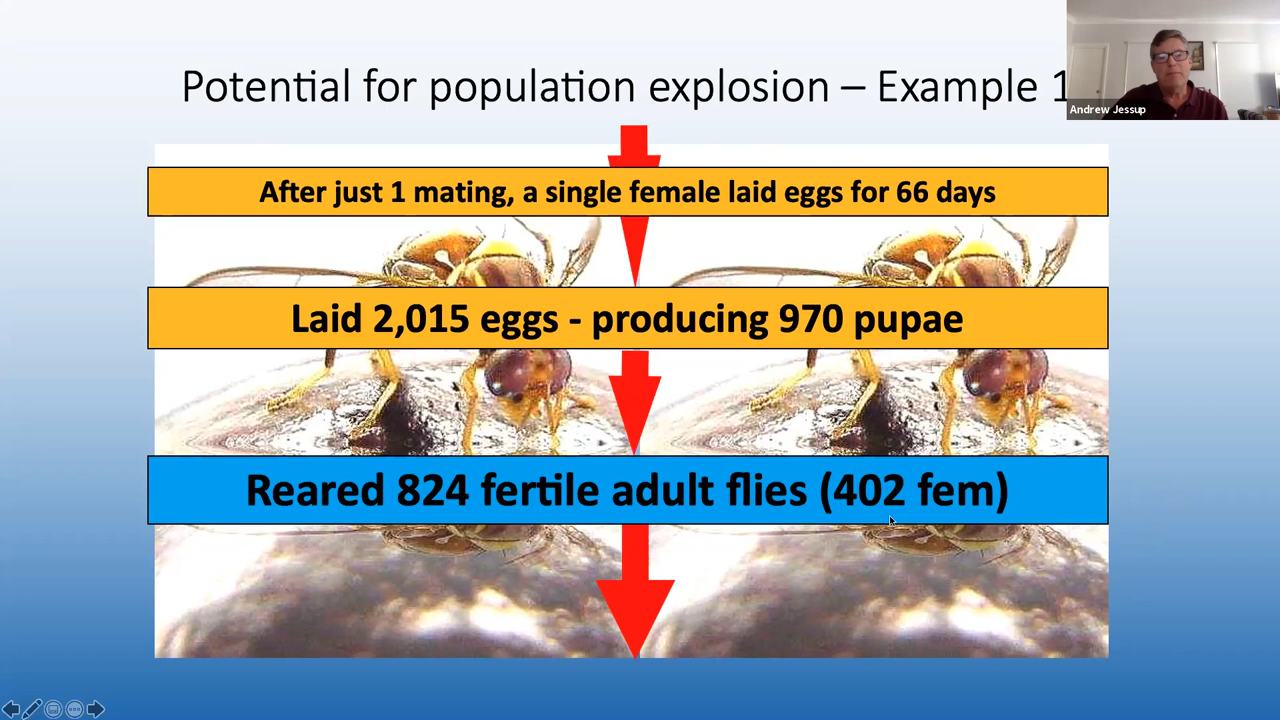 Potential for population explosion – Example 1
Andrew Jessup
After just 1 mating, a single female laid eggs for 66 days
Laid 2,015 eggs - producing 970 pupae
Reared 824 fertile adult flies (402 fem)